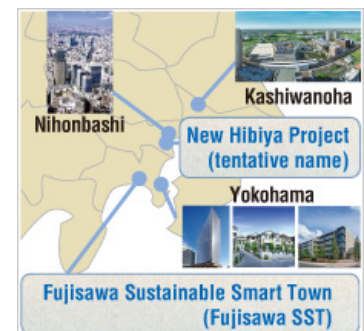 Kashiwanoha
Nihonbashi
New Hibiya Project
(tentative name)
Yokohama
Fujisawa Sustainable Smart Town
(Fujisawa SST)